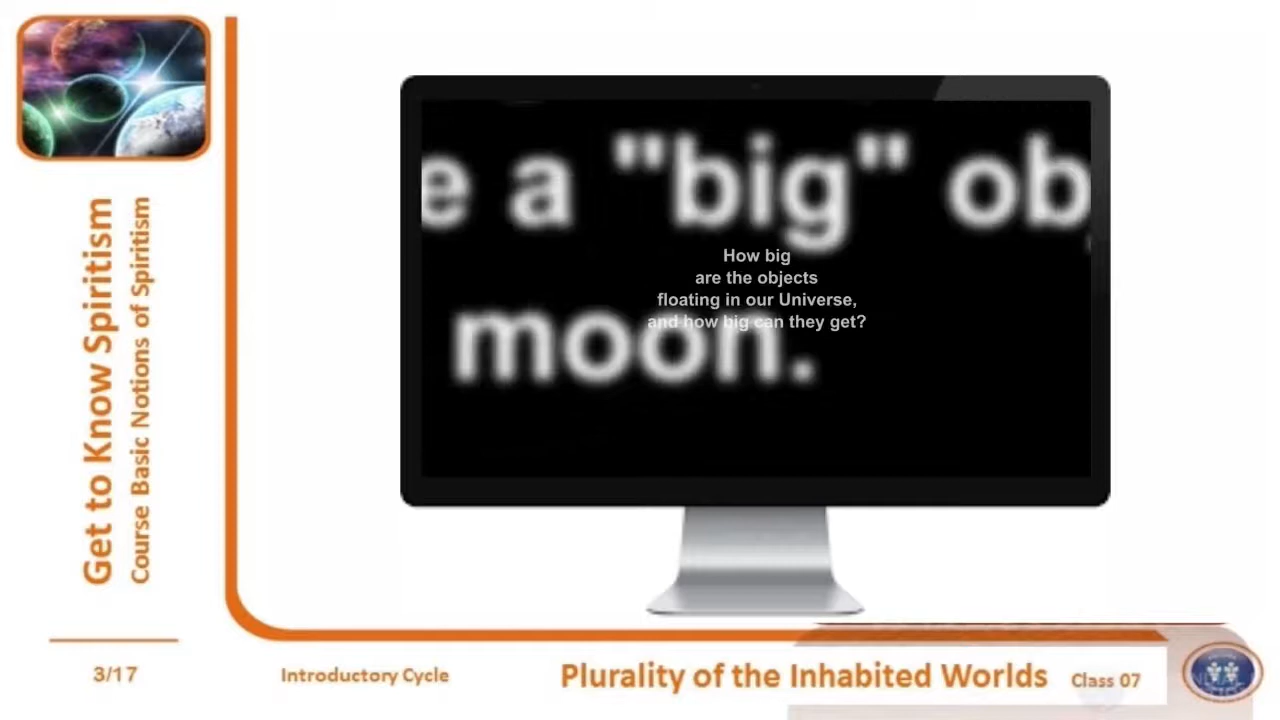 Get to Know Spiritism
Course Basic Notions of Spiritism
e a "big" ob
moon.
How big
are the objects
floating in our Universe,
and how big can they get?
3/17
Introductory Cycle
Plurality of the Inhabited Worlds Class 07